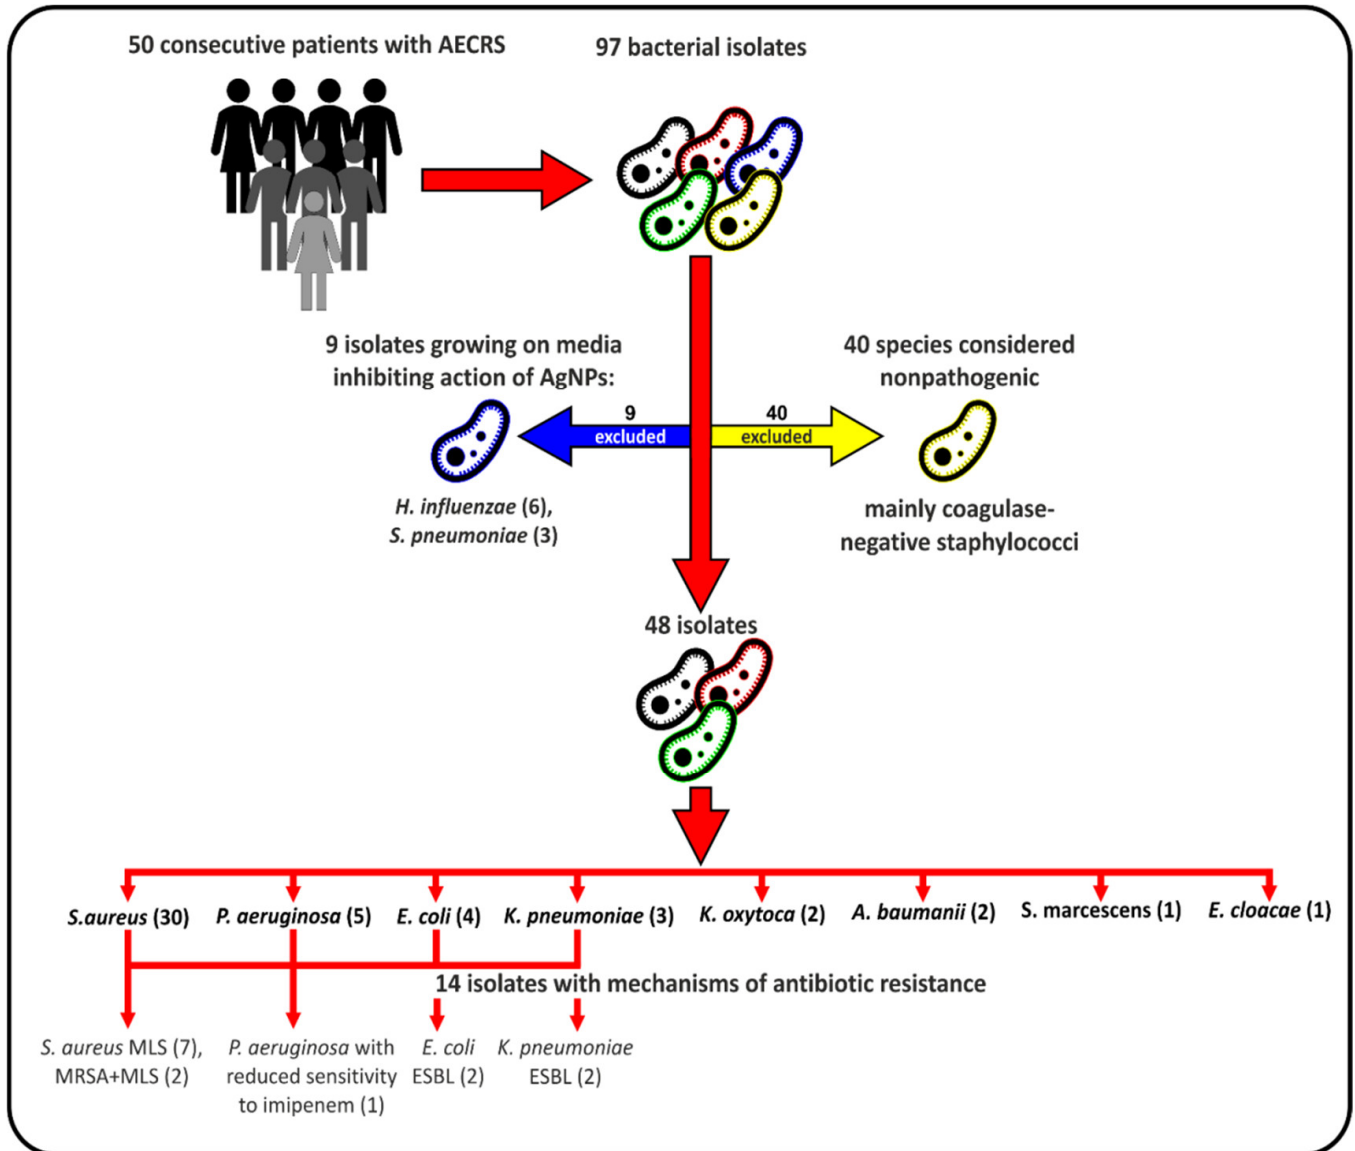 50 consecutive patients with AECRS
97 bacterial isolates
9 isolates growing on media
inhibiting action of AgNPs:
40 species considered
nonpathogenic
9
excluded
40
excluded
H. influenzae (6),
S. pneumoniae (3)
mainly coagulase-
negative staphylococci
48 isolates
S.aureus (30)
P. aeruginosa (5)
E. coli (4)
K. pneumoniae (3)
K. oxytoca (2)
A. baumanii (2)
S. marcescens (1)
E. cloacae (1)
14 isolates with mechanisms of antibiotic resistance
S. aureus MLS (7),
MRSA+MLS (2)
P. aeruginosa with
reduced sensitivity
to imipenem (1)
E. coli
ESBL (2)
K. pneumoniae
ESBL (2)